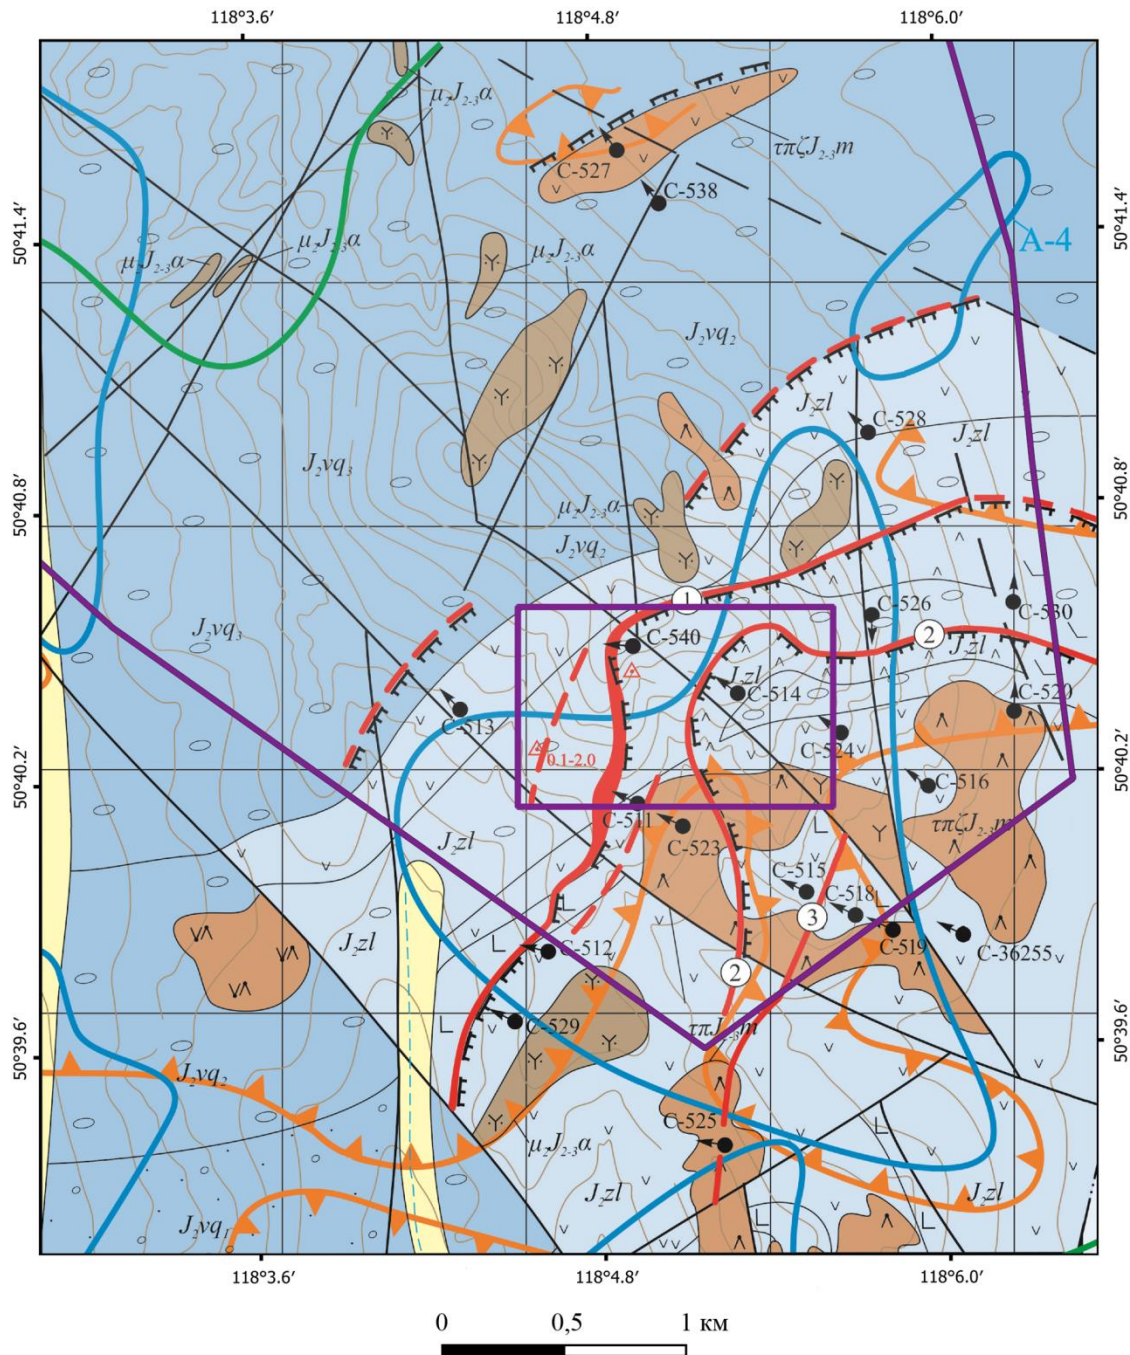 118°3.6′ 118°4.8′ 118°6.0′
μ₂J₂₋₃α
τπζJ₂₋₃m
C-527
C-538
50°41.4′ 50°41.4′
A-4
μ₂J₂₋₃α
μ₂J₂₋₃α
μ₂J₂₋₃α
J₂vq₂
J₂zl
C-528
J₂zl
J₂vq₃
50°40.8′ 50°40.8′
μ₂J₂₋₃α
J₂vq₂
1
C-526
C-530
J₂vq₃
2
C-540
J₂zl
J₂zl
C-514
C-520
C-513
C-524
50°40.2′ 50°40.2′
0.1-2.0
C-516
C-511
τπζJ₂₋₃m
C-523
J₂zl
C-515
C-518
3
J₂zl
C-512
C-519
C-36255
2
C-529
τπJ₂₋₃m
50°39.6′ 50°39.6′
J₂vq₂
C-525
μ₂J₂₋₃α
J₂zl
J₂zl
J₂vq₁
118°3.6′ 118°4.8′ 118°6.0′
0 0,5 1 км